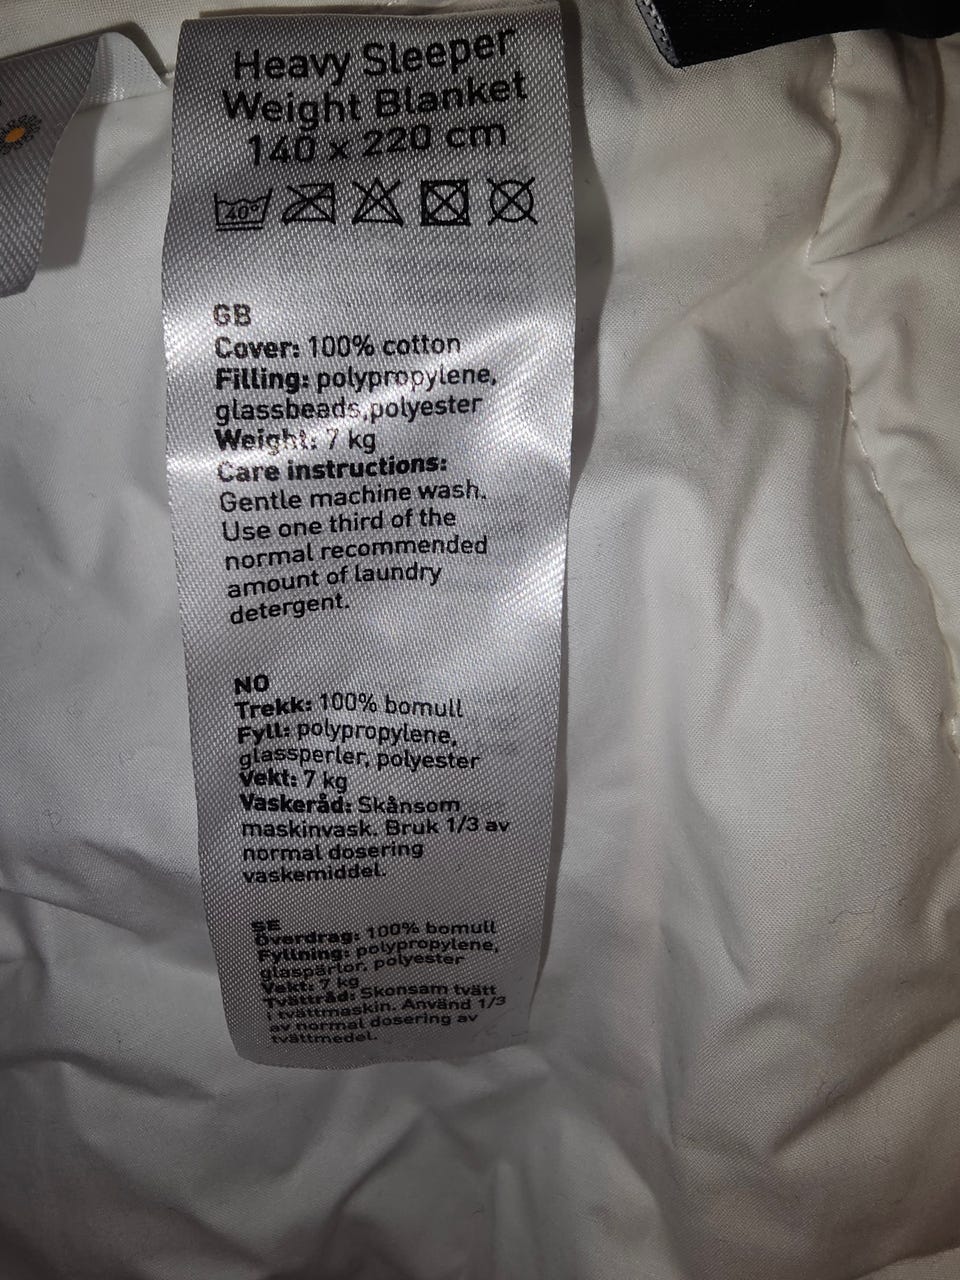 Heavy Sleeper
Weight Blanket
140 x 220 cm
40°
GB
Cover: 100% cotton
Filling: polypropylene,
glassbeads,polyester
Weight: 7 kg
Care instructions:
Gentle machine wash.
Use one third of the
normal recommended
amount of laundry
detergent.
NO
Trekk: 100% bomull
Fyll: polypropylene,
glassperler, polyester
Vekt: 7 kg
Vaskeråd: Skånsom
maskinvask. Bruk 1/3 av
normal dosering
vaskemiddel.
SE
Överdrag: 100% bomull
Fyllning: polypropylene,
glaspärlor, polyester
Vekt: 7 kg
Tvättråd: Skonsam tvätt
i tvättmaskin. Använd 1/3
av normal dosering av
tvättmedel.